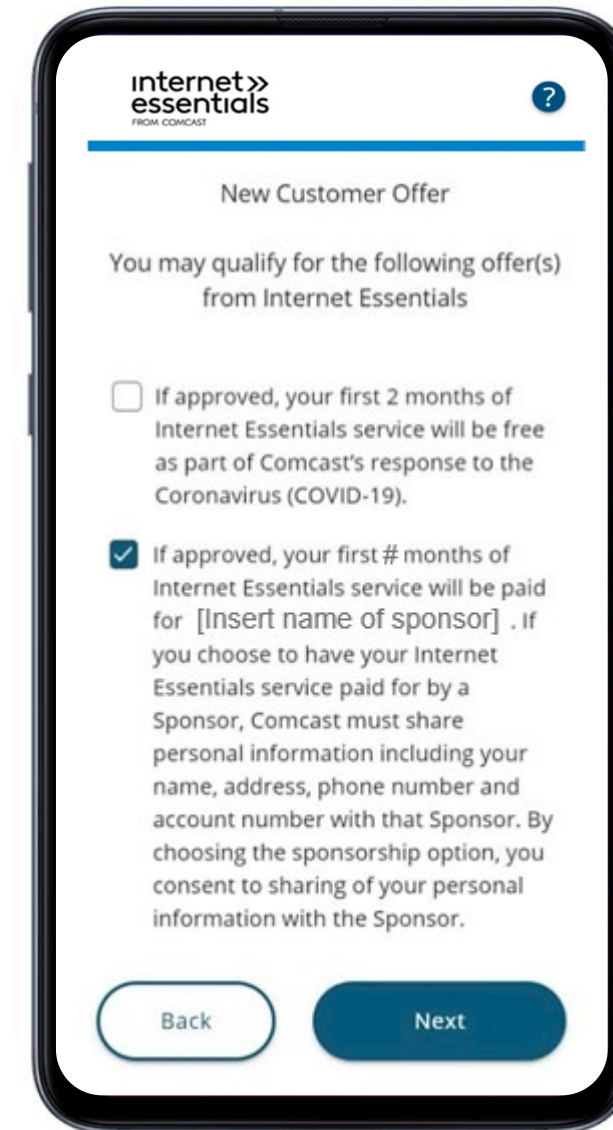 ınternet»
essentials
FROM COMCAST
?
New Customer Offer
You may qualify for the following offer(s)
from Internet Essentials
If approved, your first 2 months of
Internet Essentials service will be free
as part of Comcast's response to the
Coronavirus (COVID-19).
If approved, your first # months of
Internet Essentials service will be paid
for [Insert name of sponsor] . If
you choose to have your Internet
Essentials service paid for by a
Sponsor, Comcast must share
personal information including your
name, address, phone number and
account number with that Sponsor. By
choosing the sponsorship option, you
consent to sharing of your personal
information with the Sponsor.
Back
Next